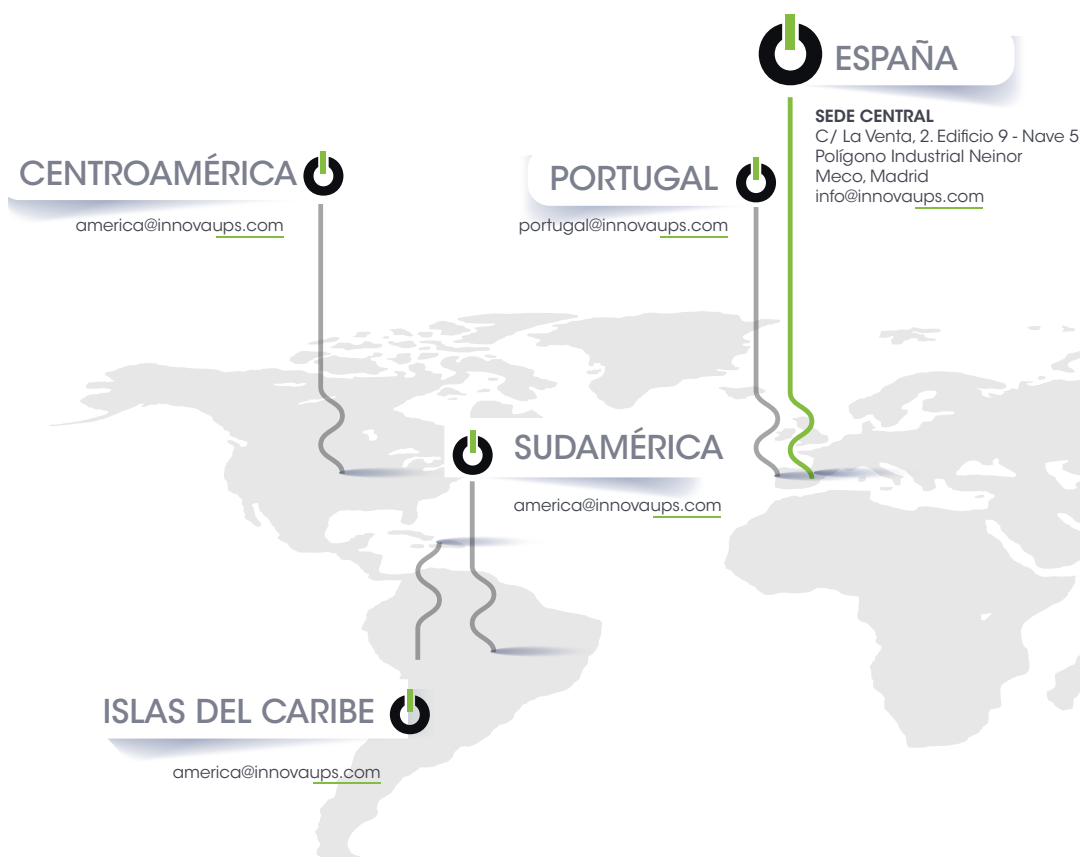 ESPAÑA
SEDE CENTRAL
C/ La Venta, 2. Edificio 9 - Nave 5
Polígono Industrial Neinor
Meco, Madrid
info@innovaups.com
CENTROAMÉRICA
america@innovaups.com
PORTUGAL
portugal@innovaups.com
SUDAMÉRICA
america@innovaups.com
ISLAS DEL CARIBE
america@innovaups.com